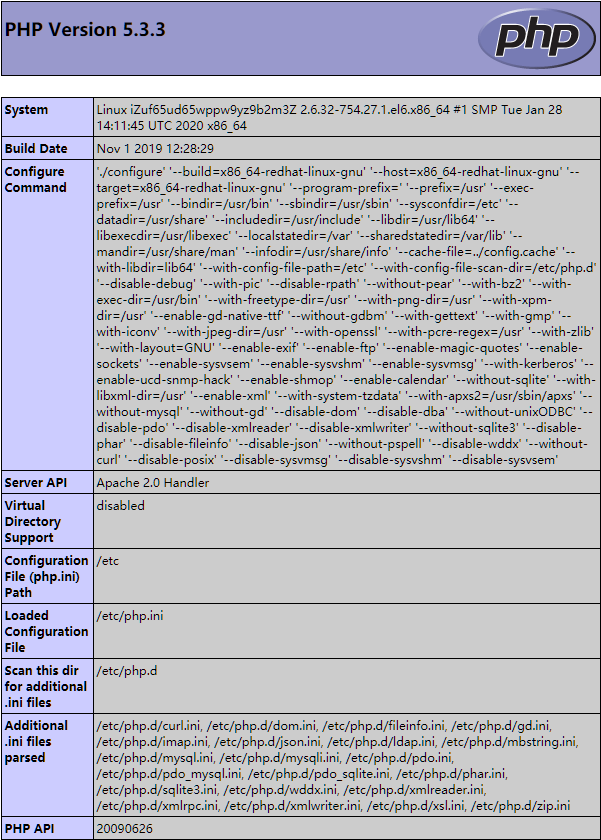 PHP Version 5.3.3
php
System
Linux iZuf65ud65wppw9yz9b2m3Z 2.6.32-754.27.1.el6.x86_64 #1 SMP Tue Jan 28
14:11:45 UTC 2020 x86_64
Build Date
Nov 1 2019 12:28:29
Configure
Command
'./configure' '--build=x86_64-redhat-linux-gnu' '--host=x86_64-redhat-linux-gnu' '--
target=x86_64-redhat-linux-gnu' '--program-prefix=' '--prefix=/usr' '--exec-
prefix=/usr' '--bindir=/usr/bin' '--sbindir=/usr/sbin' '--sysconfdir=/etc' '--
datadir=/usr/share' '--includedir=/usr/include' '--libdir=/usr/lib64' '--
libexecdir=/usr/libexec' '--localstatedir=/var' '--sharedstatedir=/var/lib' '--
mandir=/usr/share/man' '--infodir=/usr/share/info' '--cache-file=../config.cache' '--
with-libdir=lib64' '--with-config-file-path=/etc' '--with-config-file-scan-dir=/etc/php.d'
'--disable-debug' '--with-pic' '--disable-rpath' '--without-pear' '--with-bz2' '--with-
exec-dir=/usr/bin' '--with-freetype-dir=/usr' '--with-png-dir=/usr' '--with-xpm-
dir=/usr' '--enable-gd-native-ttf' '--without-gdbm' '--with-gettext' '--with-gmp' '--
with-iconv' '--with-jpeg-dir=/usr' '--with-openssl' '--with-pcre-regex=/usr' '--with-zlib'
'--with-layout=GNU' '--enable-exif' '--enable-ftp' '--enable-magic-quotes' '--enable-
sockets' '--enable-sysvsem' '--enable-sysvshm' '--enable-sysvmsg' '--with-kerberos' '--
enable-ucd-snmp-hack' '--enable-shmop' '--enable-calendar' '--without-sqlite' '--with-
libxml-dir=/usr' '--enable-xml' '--with-system-tzdata' '--with-apxs2=/usr/sbin/apxs' '--
without-mysql' '--without-gd' '--disable-dom' '--disable-dba' '--without-unixODBC' '--
disable-pdo' '--disable-xmlreader' '--disable-xmlwriter' '--without-sqlite3' '--disable-
phar' '--disable-fileinfo' '--disable-json' '--without-pspell' '--disable-wddx' '--without-
curl' '--disable-posix' '--disable-sysvmsg' '--disable-sysvshm' '--disable-sysvsem'
Server API
Apache 2.0 Handler
Virtual
Directory
Support
disabled
Configuration
File (php.ini)
Path
/etc
Loaded
Configuration
File
/etc/php.ini
Scan this dir
for additional
.ini files
/etc/php.d
Additional
.ini files
parsed
/etc/php.d/curl.ini, /etc/php.d/dom.ini, /etc/php.d/fileinfo.ini, /etc/php.d/gd.ini,
/etc/php.d/imap.ini, /etc/php.d/json.ini, /etc/php.d/ldap.ini, /etc/php.d/mbstring.ini,
/etc/php.d/mysql.ini, /etc/php.d/mysqli.ini, /etc/php.d/pdo.ini,
/etc/php.d/pdo_mysql.ini, /etc/php.d/pdo_sqlite.ini, /etc/php.d/phar.ini,
/etc/php.d/sqlite3.ini, /etc/php.d/wddx.ini, /etc/php.d/xmlreader.ini,
/etc/php.d/xmlrpc.ini, /etc/php.d/xmlwriter.ini, /etc/php.d/xsl.ini, /etc/php.d/zip.ini
PHP API
20090626